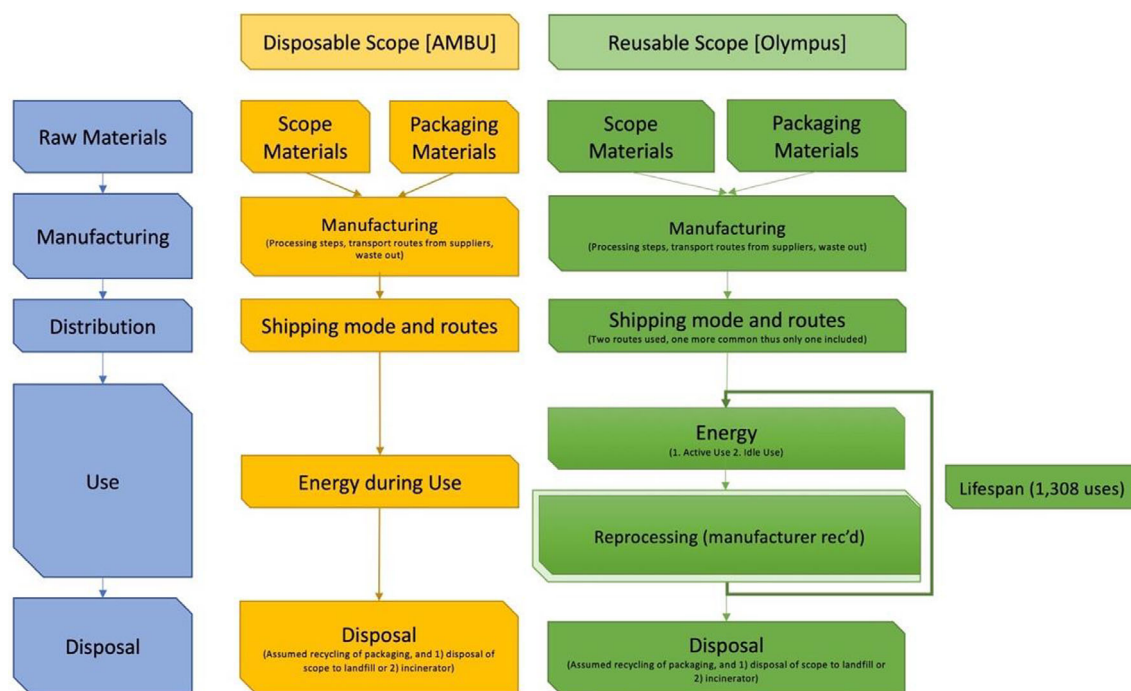 Disposable Scope [AMBU]
Reusable Scope [Olympus]
Raw Materials
Scope
Materials
Packaging
Materials
Scope
Materials
Packaging
Materials
Manufacturing
Manufacturing
(Processing steps, transport routes from suppliers,
waste out)
Manufacturing
(Processing steps, transport routes from suppliers, waste out)
Distribution
Shipping mode and routes
Shipping mode and routes
(Two routes used, one more common thus only one included)
Use
Energy during Use
Energy
(1. Active Use 2. Idle Use)
Reprocessing (manufacturer rec'd)
Lifespan (1,308 uses)
Disposal
Disposal
(Assumed recycling of packaging, and 1) disposal of
scope to landfill or 2) incinerator)
Disposal
(Assumed recycling of packaging, and 1) disposal of scope to landfill or
2) incinerator)